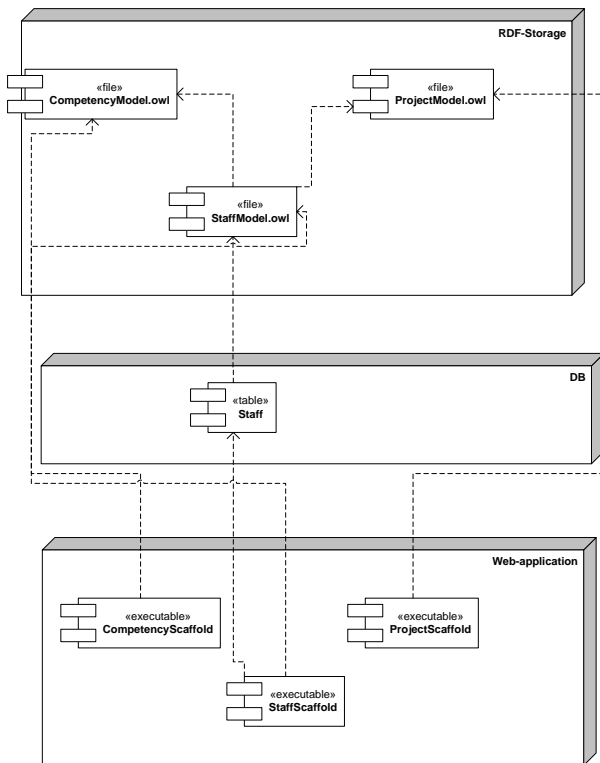 RDF-Storage
«file»
CompetencyModel.owl
«file»
ProjectModel.owl
«file»
StaffModel.owl
DB
«table»
Staff
Web-application
«executable»
CompetencyScaffold
«executable»
ProjectScaffold
«executable»
StaffScaffold